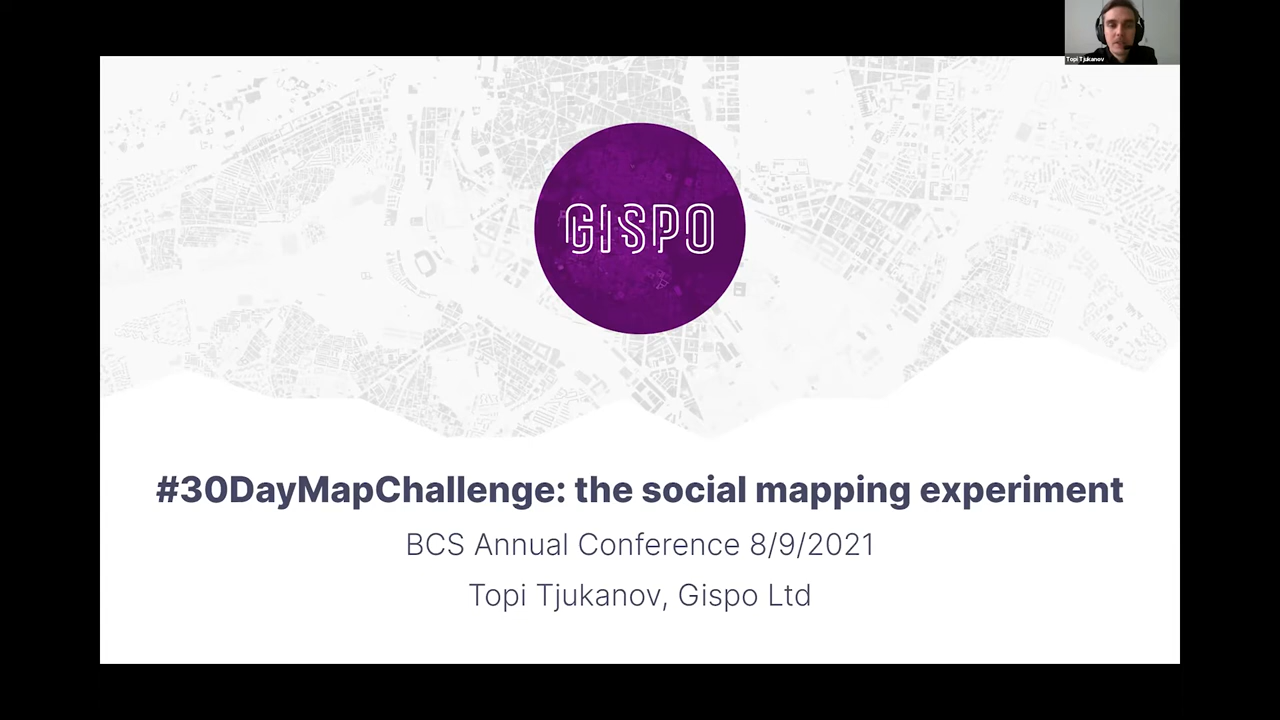 Topi Tjukanov
GISPO
#30DayMapChallenge: the social mapping experiment
BCS Annual Conference 8/9/2021
Topi Tjukanov, Gispo Ltd